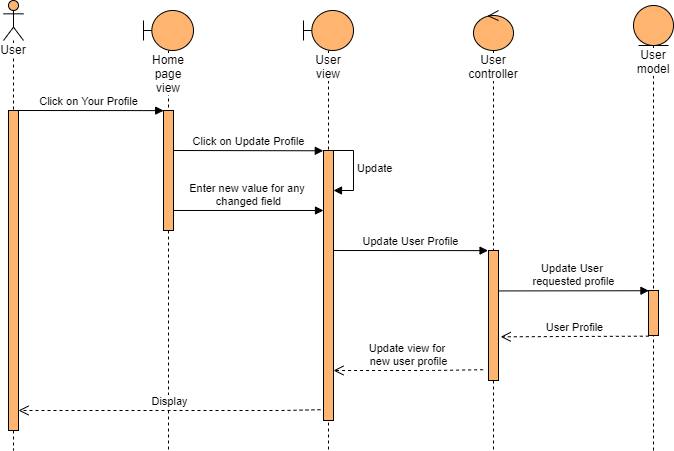 User
Home
page
view
User
view
User
controller
User
model
Click on Your Profile
Click on Update Profile
Update
Enter new value for any
changed field
Update User Profile
Update User
requested profile
User Profile
Update view for
new user profile
Display